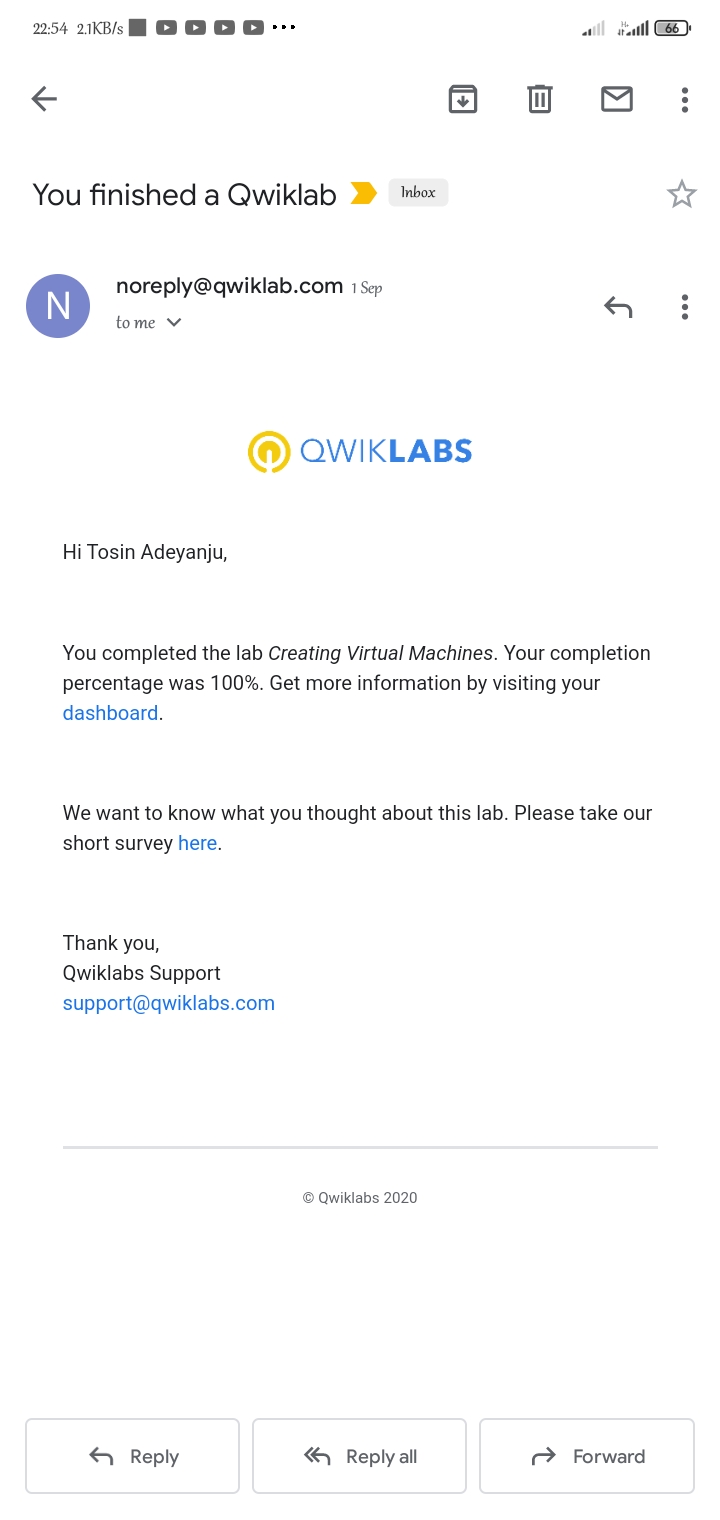 22:54 2.1KB/s
H+
66
You finished a Qwiklab Inbox
N
noreply@qwiklab.com 1 Sep
to me
QWIKLABS
Hi Tosin Adeyanju,
You completed the lab Creating Virtual Machines. Your completion
percentage was 100%. Get more information by visiting your
dashboard.
We want to know what you thought about this lab. Please take our
short survey here.
Thank you,
Qwiklabs Support
support@qwiklabs.com
© Qwiklabs 2020
Reply
Reply all
Forward